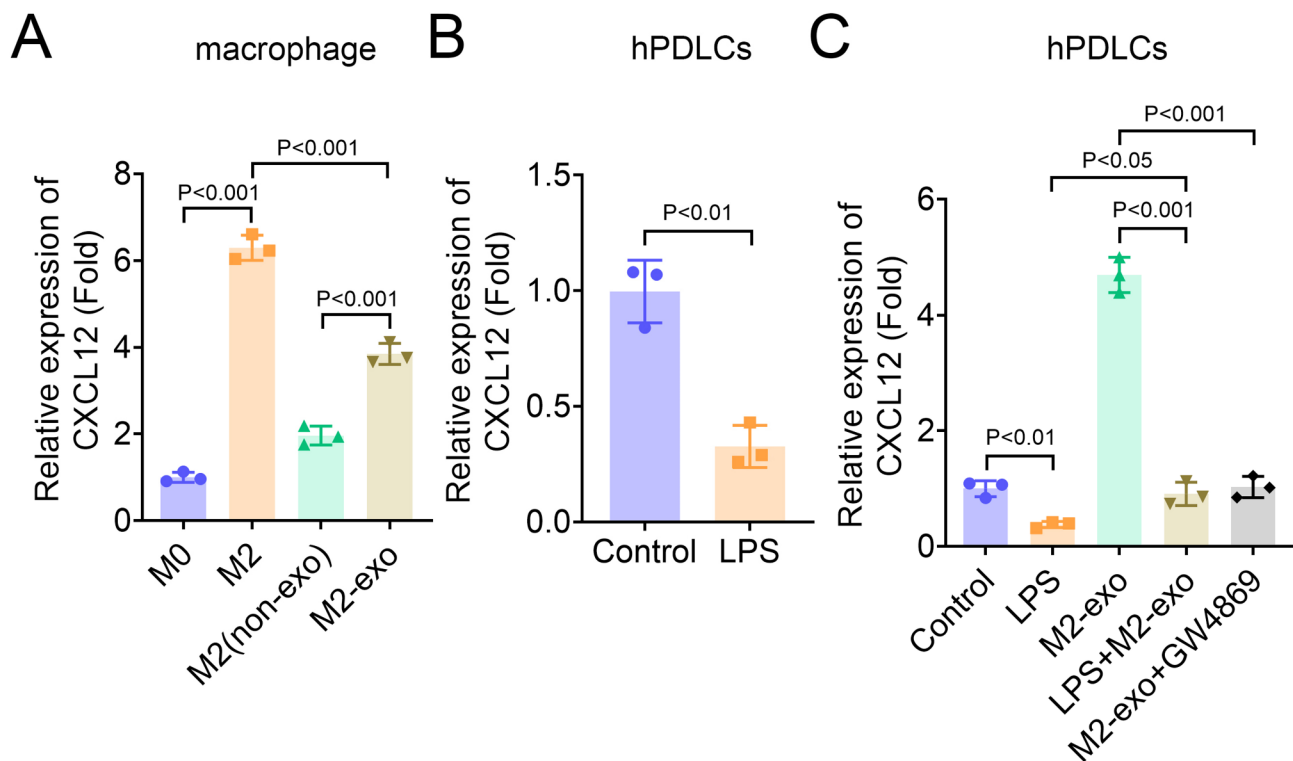 A
macrophage
Relative expression of
CXCL12 (Fold)
8
6
4
2
0
P<0.001
P<0.001
P<0.001
M0
M2
M2(non-exo)
M2-exo
B
hPDLCs
Relative expression of
CXCL12 (Fold)
1.5
1.0
0.5
0.0
P<0.01
Control
LPS
C
hPDLCs
Relative expression of
CXCL12 (Fold)
6
4
2
0
P<0.001
P<0.05
P<0.001
P<0.01
Control
LPS
M2-exo
LPS+M2-exo
M2-exo+GW4869